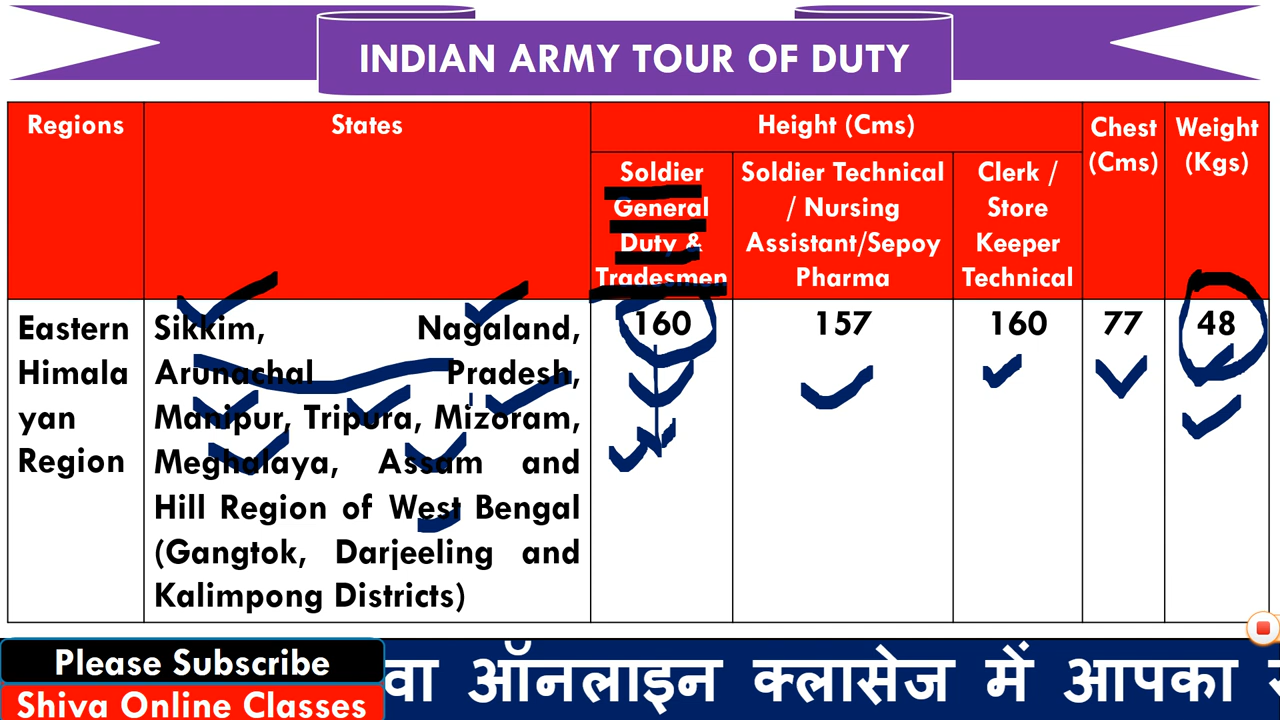 INDIAN ARMY TOUR OF DUTY
Regions
States
Height (Cms)
Chest
(Cms)
Weight
(Kgs)
Soldier
General
Duty &
Tradesmen
Soldier Technical
/ Nursing
Assistant/Sepoy
Pharma
Clerk /
Store
Keeper
Technical
Eastern
Himala
yan
Region
Sikkim, Nagaland,
Arunachal Pradesh,
Manipur, Tripura, Mizoram,
Meghalaya, Assam and
Hill Region of West Bengal
(Gangtok, Darjeeling and
Kalimpong Districts)
160
157
160
77
48
Please Subscribe
Shiva Online Classes
वा ऑनलाइन क्लासेज में आपका